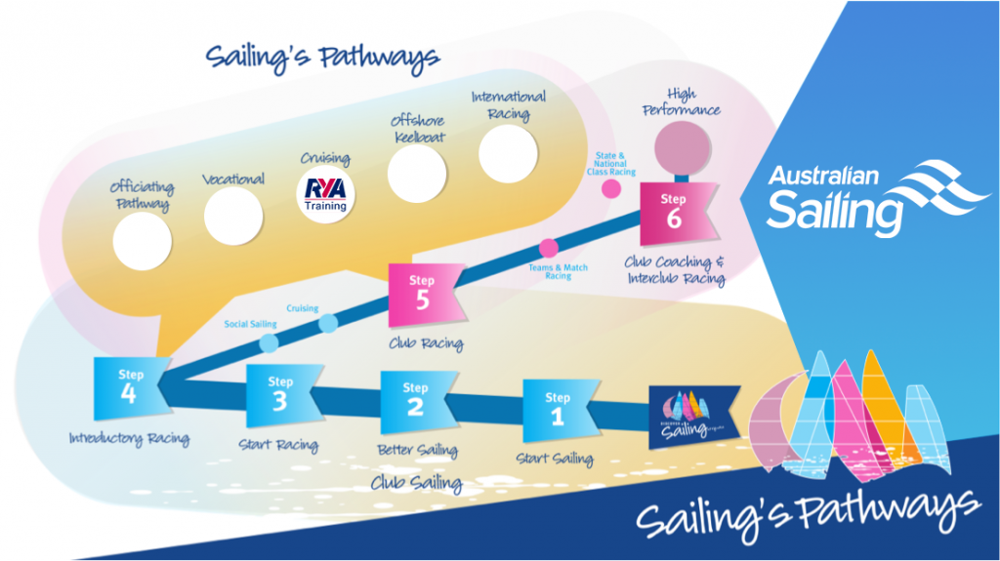 Sailing's Pathways
International
Racing
High
Performance
Offshore
Keelboat
Cruising
Vocational
Officiating
Pathway
RYA
Training
State &
National
Class Racing
Step
6
Club Coaching &
Interclub Racing
Teams & Match
Racing
Step
5
Club Racing
Cruising
Social Sailing
Step
4
Introductory Racing
Step
3
Start Racing
Step
2
Better Sailing
Club Sailing
Step
1
Start Sailing
DISCOVER
Sailing
Australian
Sailing
Sailing's Pathways